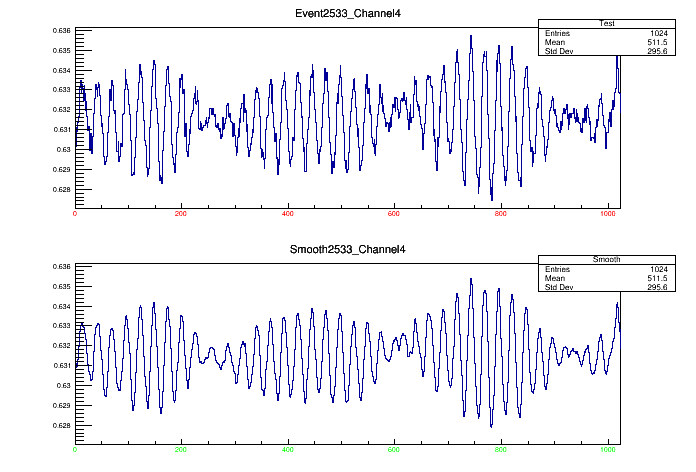 Event2533_Channel4
Test
Entries 1024
Mean 511.5
Std Dev 295.6
0.636
0.635
0.634
0.633
0.632
0.631
0.63
0.629
0.628
0 200 400 600 800 1000
Smooth2533_Channel4
Smooth
Entries 1024
Mean 511.5
Std Dev 295.6
0.636
0.635
0.634
0.633
0.632
0.631
0.63
0.629
0.628
0 200 400 600 800 1000